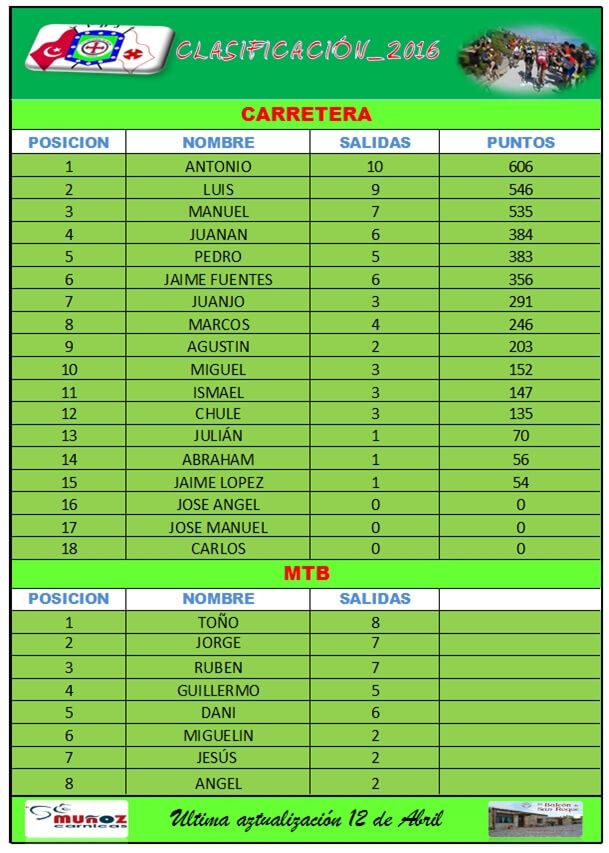 CLASIFICACIÓN_2016
CARRETERA
POSICION NOMBRE SALIDAS PUNTOS
1 ANTONIO 10 606
2 LUIS 9 546
3 MANUEL 7 535
4 JUANAN 6 384
5 PEDRO 5 383
6 JAIME FUENTES 6 356
7 JUANJO 3 291
8 MARCOS 4 246
9 AGUSTIN 2 203
10 MIGUEL 3 152
11 ISMAEL 3 147
12 CHULE 3 135
13 JULIÁN 1 70
14 ABRAHAM 1 56
15 JAIME LOPEZ 1 54
16 JOSE ANGEL 0 0
17 JOSE MANUEL 0 0
18 CARLOS 0 0
MTB
POSICION NOMBRE SALIDAS
1 TOÑO 8
2 JORGE 7
3 RUBEN 7
4 GUILLERMO 5
5 DANI 6
6 MIGUELIN 2
7 JESÚS 2
8 ANGEL 2
MUÑOZ
carnicas
Ultima aztualización 12 de Abril
El Balcón de
San Roque